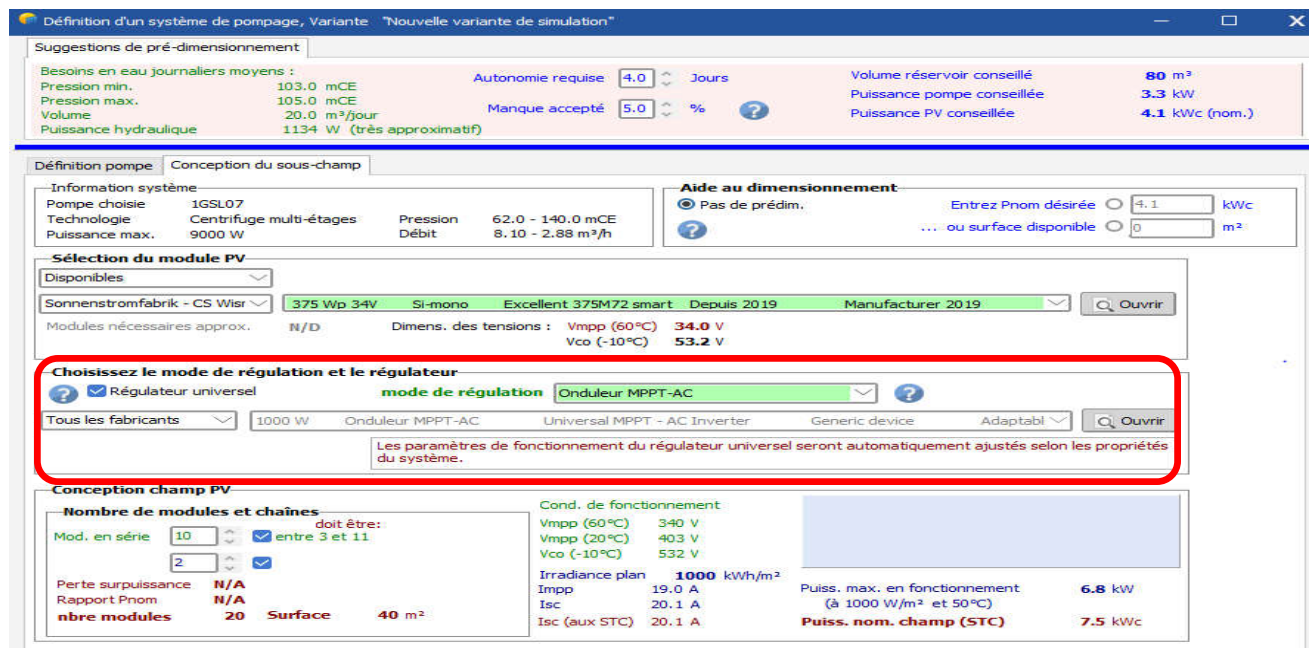 Définition d'un système de pompage, Variante "Nouvelle variante de simulation"
Suggestions de pré-dimensionnement
Besoins en eau journaliers moyens :
Pression min. 103.0 mCE
Pression max. 105.0 mCE
Volume 20.0 m³/jour
Puissance hydraulique 1134 W (très approximatif)
Autonomie requise 4.0 Jours
Manque accepté 5.0 %
Volume réservoir conseillé 80 m³
Puissance pompe conseillée 3.3 kW
Puissance PV conseillée 4.1 kWc (nom.)
Définition pompe Conception du sous-champ
Information système
Pompe choisie 1GSL07
Technologie Centrifuge multi-étages Pression 62.0 - 140.0 mCE
Puissance max. 9000 W Débit 8.10 - 2.88 m³/h
Aide au dimensionnement
Pas de prédim. Entrez Pnom désirée 4.1 kWc
... ou surface disponible 0 m²
Sélection du module PV
Disponibles
Sonnenstromfabrik - CS Wisr 375 Wp 34V Si-mono Excellent 375M72 smart Depuis 2019 Manufacturer 2019 Ouvrir
Modules nécessaires approx. N/D Dimens. des tensions : Vmpp (60°C) 34.0 V
Vco (-10°C) 53.2 V
Choisissez le mode de régulation et le régulateur
Régulateur universel mode de régulation Onduleur MPPT-AC
Tous les fabricants 1000 W Onduleur MPPT-AC Universal MPPT - AC Inverter Generic device Adaptabl Ouvrir
Les paramètres de fonctionnement du régulateur universel seront automatiquement ajustés selon les propriétés
du système.
Conception champ PV
Nombre de modules et chaînes
doit être:
Mod. en série 10 entre 3 et 11
2
Perte surpuissance N/A
Rapport Pnom N/A
nbre modules 20 Surface 40 m²
Cond. de fonctionnement
Vmpp (60°C) 340 V
Vmpp (20°C) 403 V
Vco (-10°C) 532 V
Irradiance plan 1000 kWh/m²
Impp 19.0 A
Isc 20.1 A
Isc (aux STC) 20.1 A
Puiss. max. en fonctionnement 6.8 kW
(à 1000 W/m² et 50°C)
Puiss. nom. champ (STC) 7.5 kWc